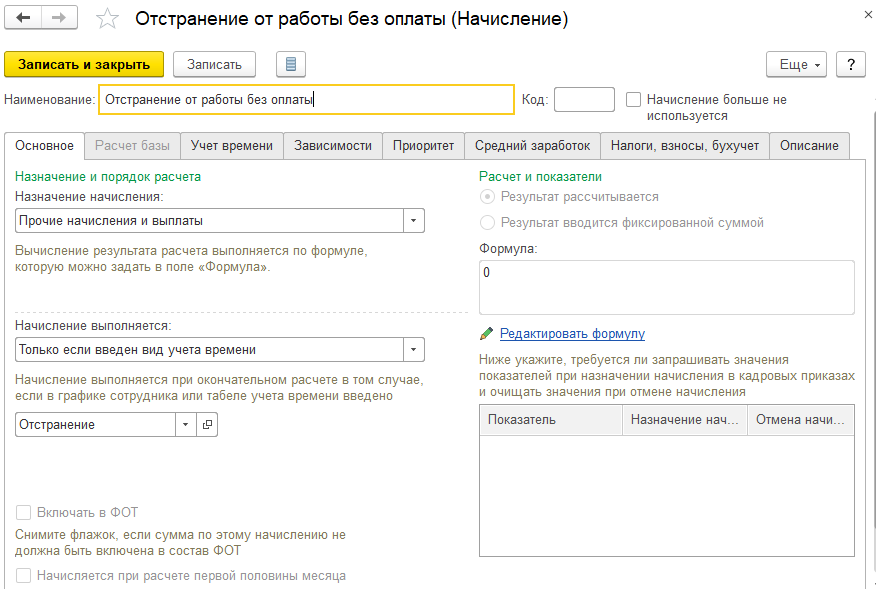 Отстранение от работы без оплаты (Начисление)
Записать и закрыть
Записать
Еще
?
Наименование:
Отстранение от работы без оплаты
Код:
Начисление больше не
используется
Основное
Расчет базы
Учет времени
Зависимости
Приоритет
Средний заработок
Налоги, взносы, бухучет
Описание
Назначение и порядок расчета
Назначение начисления:
Прочие начисления и выплаты
Вычисление результата расчета выполняется по формуле,
которую можно задать в поле «Формула».
Начисление выполняется:
Только если введен вид учета времени
Начисление выполняется при окончательном расчете в том случае,
если в графике сотрудника или табеле учета времени введено
Отстранение
Включать в ФОТ
Снимите флажок, если сумма по этому начислению не
должна быть включена в состав ФОТ
Начисляется при расчете первой половины месяца
Расчет и показатели
Результат рассчитывается
Результат вводится фиксированной суммой
Формула:
0
Редактировать формулу
Ниже укажите, требуется ли запрашивать значения
показателей при назначении начисления в кадровых приказах
и очищать значения при отмене начисления
Показатель
Назначение нач...
Отмена начи...